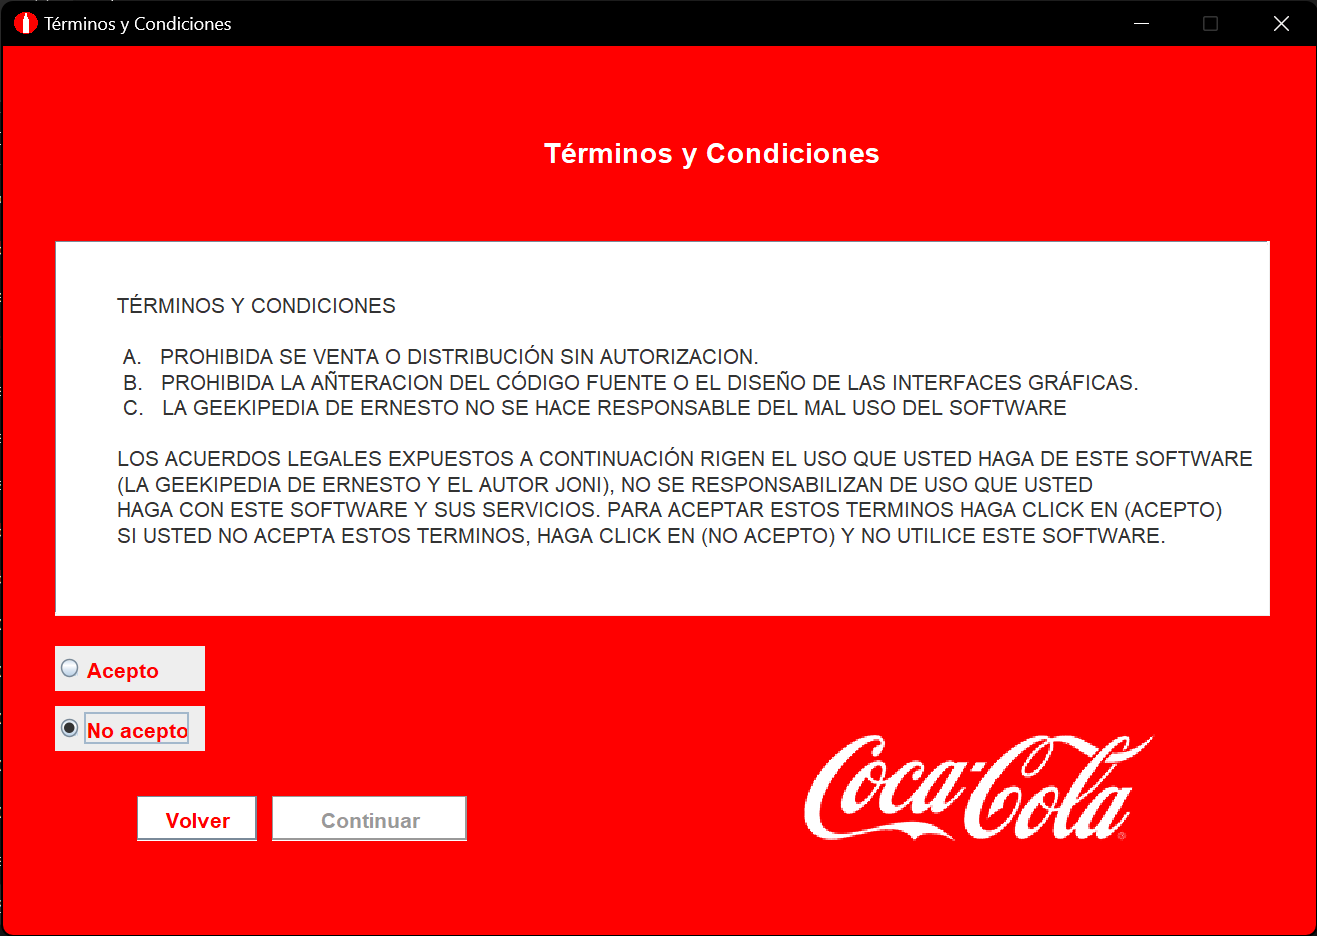 Términos y Condiciones
Términos y Condiciones
TÉRMINOS Y CONDICIONES
A. PROHIBIDA SE VENTA O DISTRIBUCIÓN SIN AUTORIZACION.
B. PROHIBIDA LA AÑTERACION DEL CÓDIGO FUENTE O EL DISEÑO DE LAS INTERFACES GRÁFICAS.
C. LA GEEKIPEDIA DE ERNESTO NO SE HACE RESPONSABLE DEL MAL USO DEL SOFTWARE
LOS ACUERDOS LEGALES EXPUESTOS A CONTINUACIÓN RIGEN EL USO QUE USTED HAGA DE ESTE SOFTWARE
(LA GEEKIPEDIA DE ERNESTO Y EL AUTOR JONI), NO SE RESPONSABILIZAN DE USO QUE USTED
HAGA CON ESTE SOFTWARE Y SUS SERVICIOS. PARA ACEPTAR ESTOS TERMINOS HAGA CLICK EN (ACEPTO)
SI USTED NO ACEPTA ESTOS TERMINOS, HAGA CLICK EN (NO ACEPTO) Y NO UTILICE ESTE SOFTWARE.
Acepto
No acepto
Volver Continuar
Coca-Cola®